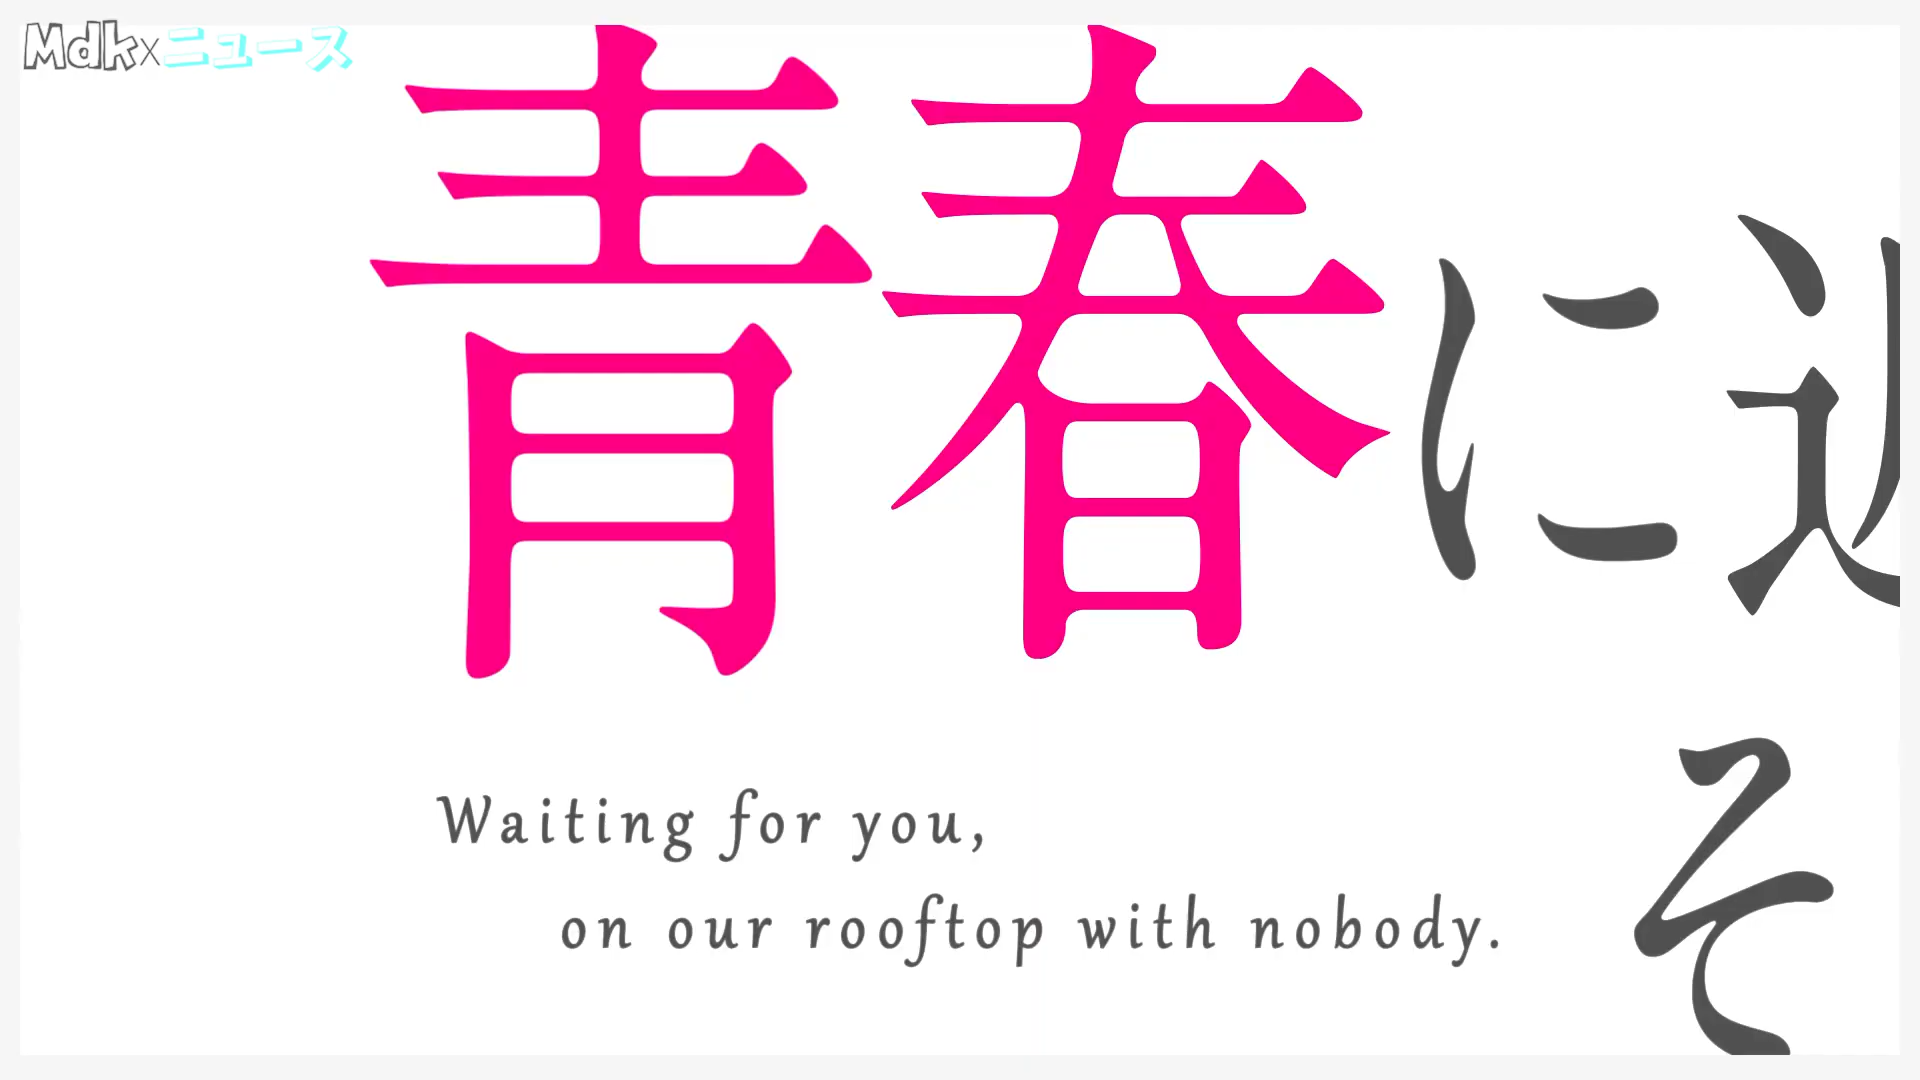 Mdkxニュース
青春に
そ
Waiting for you,
on our rooftop with nobody.